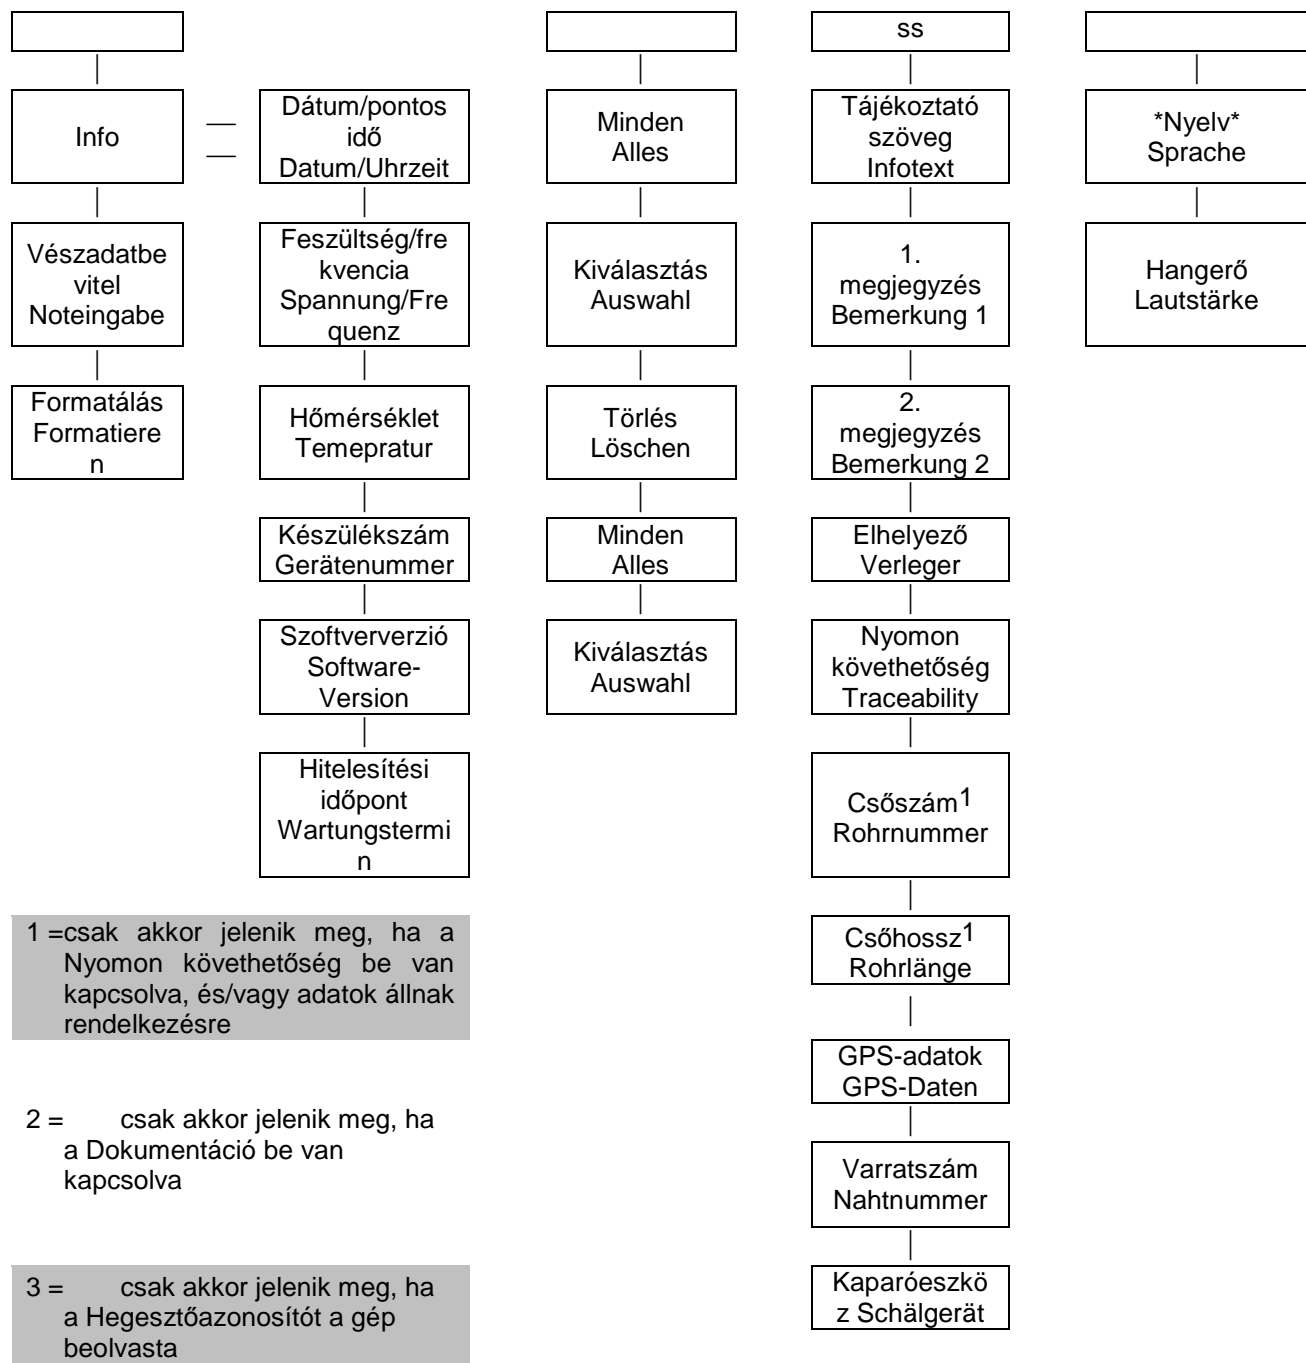 ss
Info
Vészadatbe
vitel
Noteingabe
Formatálás
Formatiere
n
Dátum/pontos
idő
Datum/Uhrzeit
Feszültség/fre
kvencia
Spannung/Fre
quenz
Hőmérséklet
Temepratur
Készülékszám
Gerätenummer
Szoftververzió
Software-
Version
Hitelesítési
időpont
Wartungstermi
n
Minden
Alles
Kiválasztás
Auswahl
Törlés
Löschen
Minden
Alles
Kiválasztás
Auswahl
Tájékoztató
szöveg
Infotext
1.
megjegyzés
Bemerkung 1
2.
megjegyzés
Bemerkung 2
Elhelyező
Verleger
Nyomon
követhetőség
Traceability
Csőszám1
Rohrnummer
Csőhossz1
Rohrlänge
GPS-adatok
GPS-Daten
Varratszám
Nahtnummer
Kaparóeszkö
z Schälgerät
*Nyelv*
Sprache
Hangerő
Lautstärke
1 =csak akkor jelenik meg, ha a
Nyomon követhetőség be van
kapcsolva, és/vagy adatok állnak
rendelkezésre
2 = csak akkor jelenik meg, ha
a Dokumentáció be van
kapcsolva
3 = csak akkor jelenik meg, ha
a Hegesztőazonosítót a gép
beolvasta